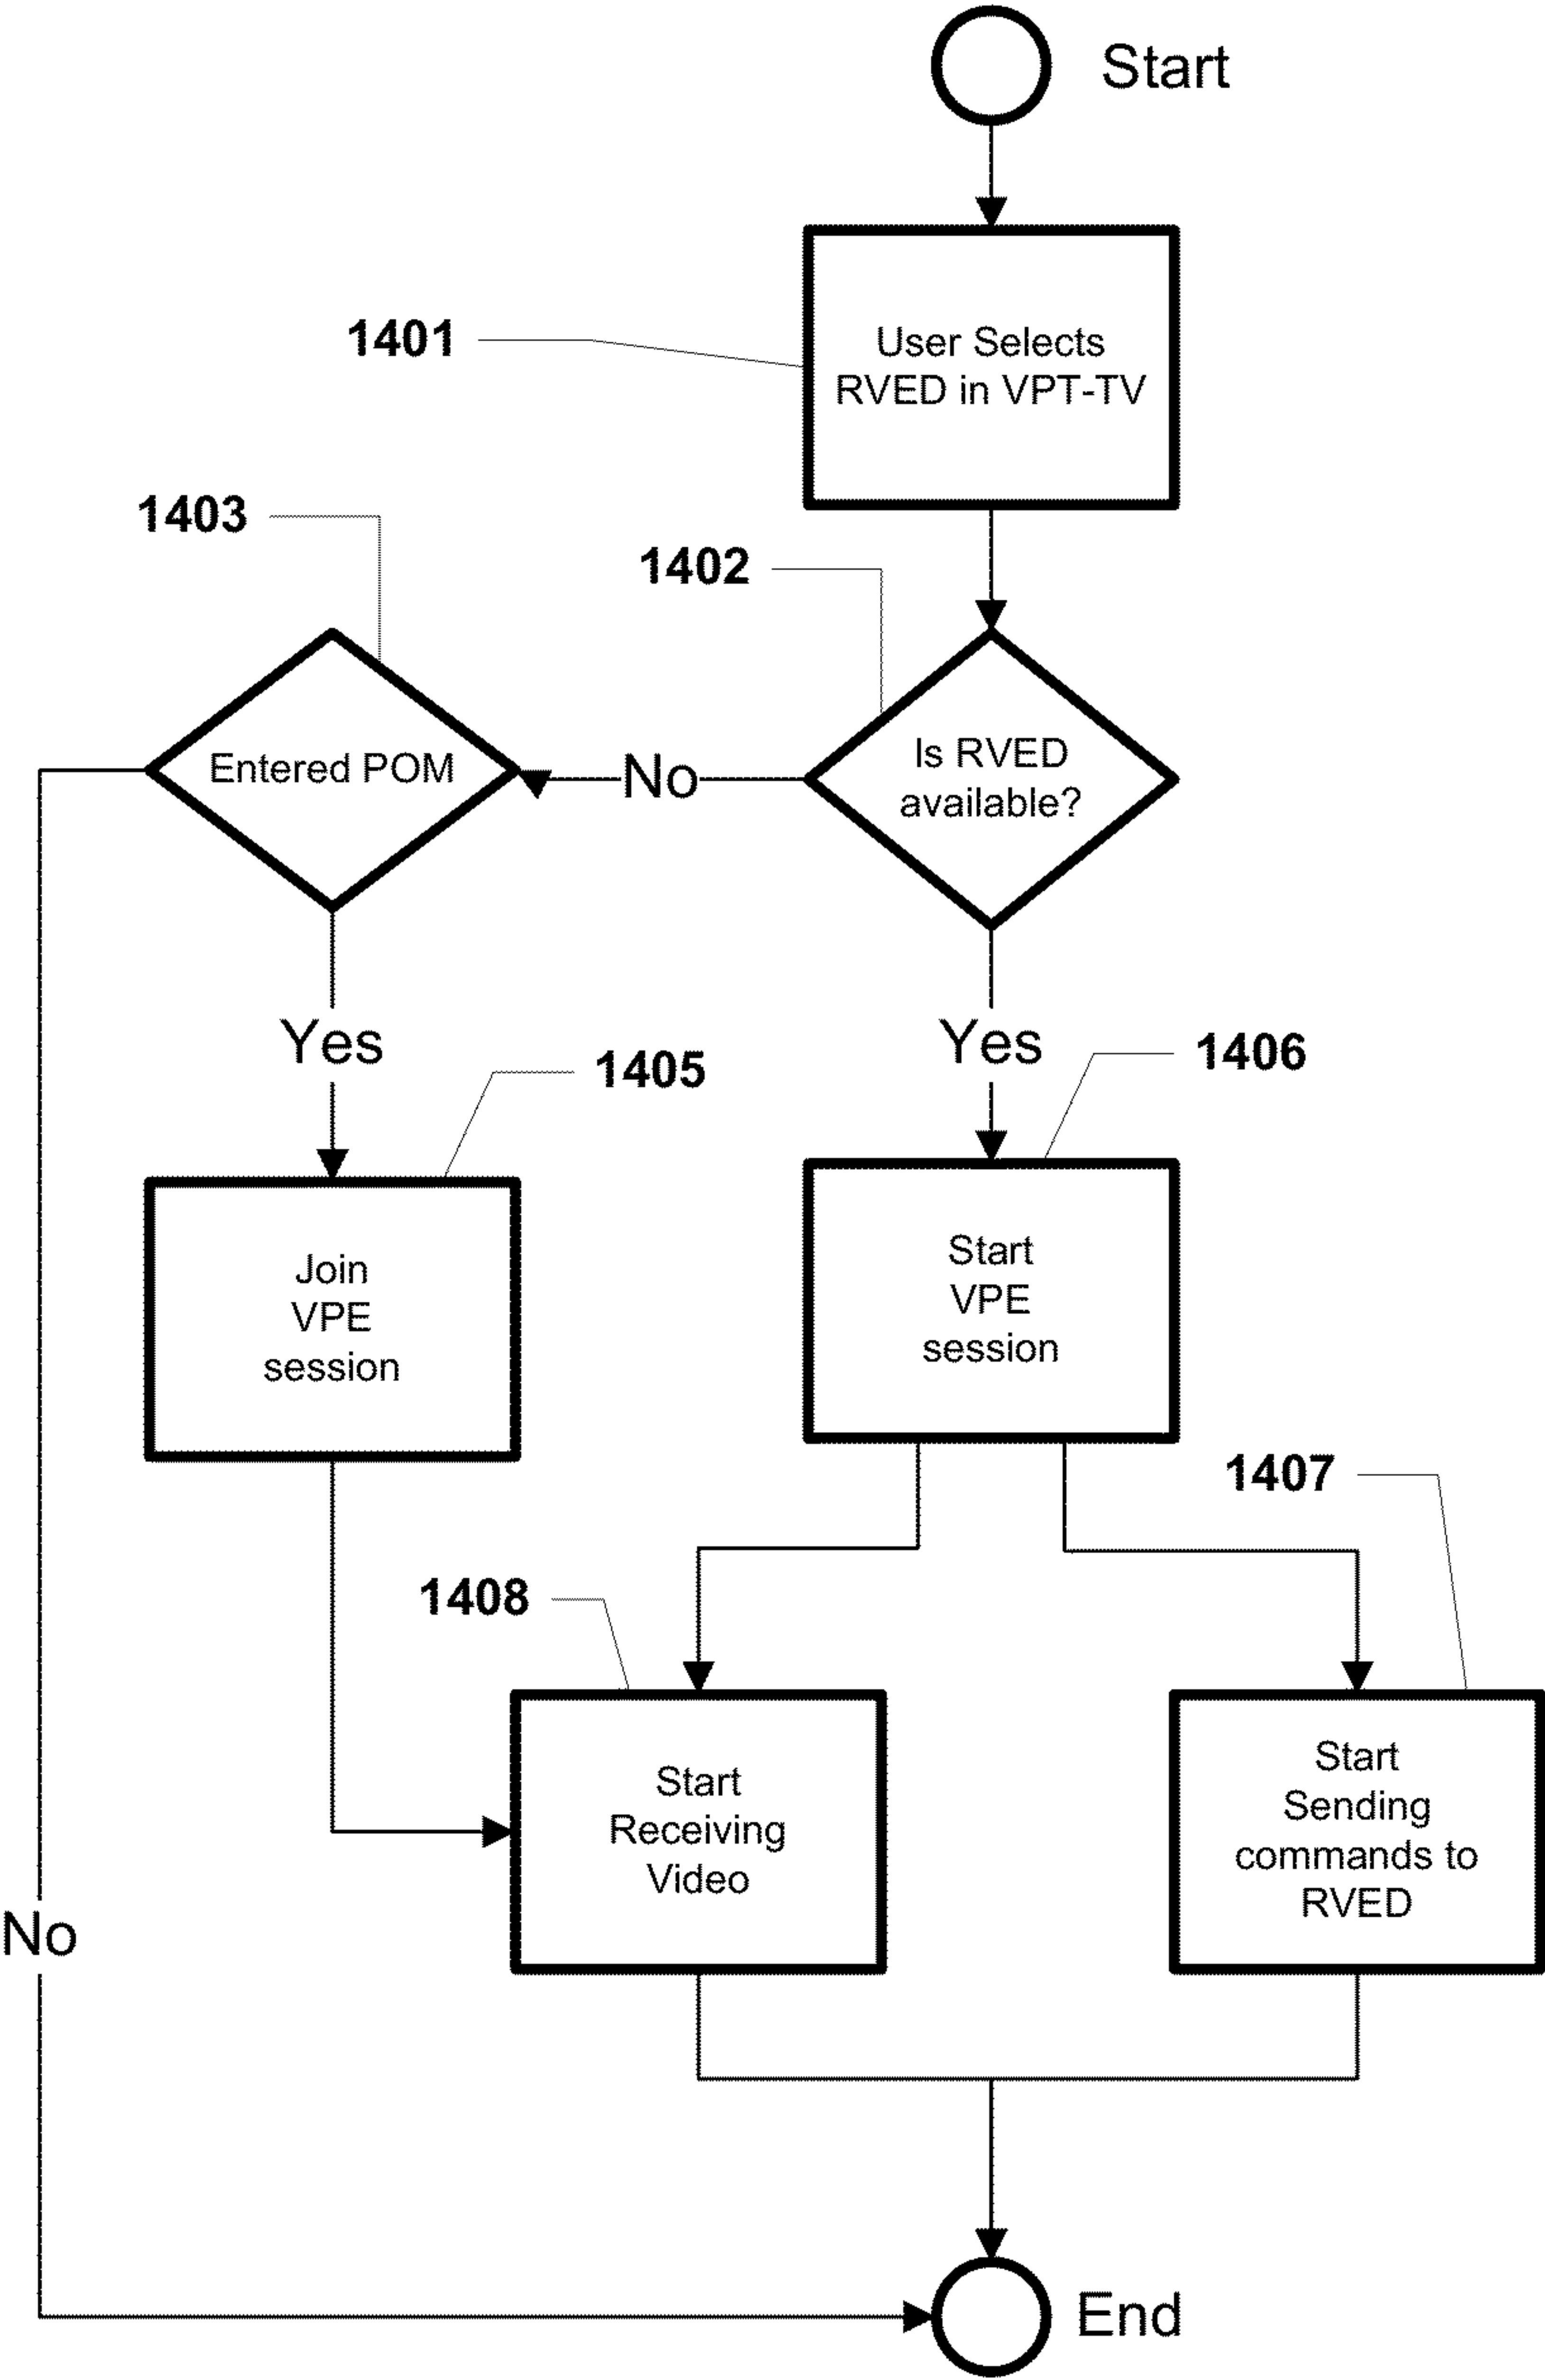 Start
1401
User Selects
RVED in VPT-TV
1403
1402
Entered POM
No
Is RVED
available?
Yes
Yes
1405
1406
Join
VPE
session
Start
VPE
session
1407
1408
Start
Receiving
Video
Start
Sending
commands to
RVED
No
End